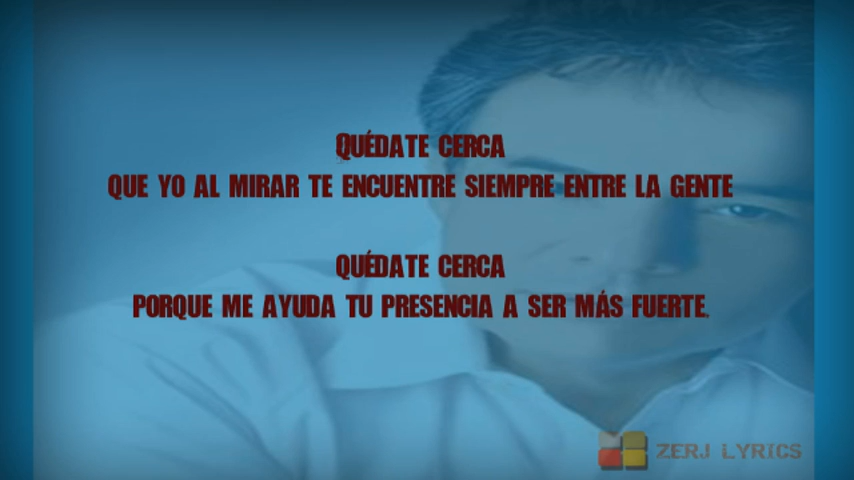 QUÉDATE CERCA
QUE YO AL MIRAR TE ENCUENTRE SIEMPRE ENTRE LA GENTE
QUÉDATE CERCA
PORQUE ME AYUDA TU PRESENCIA A SER MÁS FUERTE.
ZERJ LYRICS